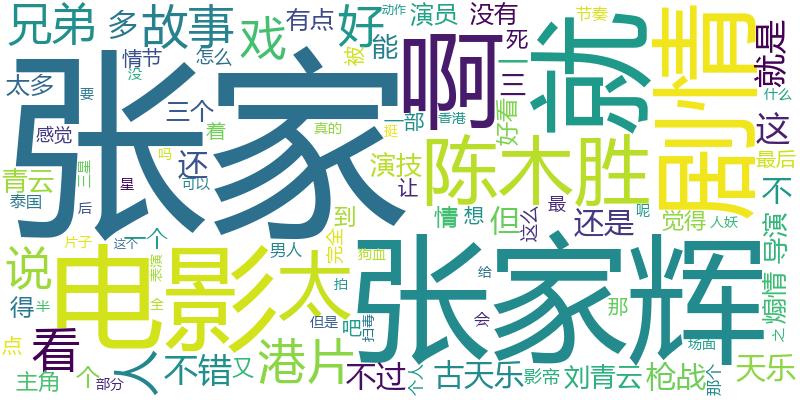 兄弟
多
故事
戏
有点
动作
好
演员
没有
节奏
死
能
被
怎么
情节
没
太多
要
张家
啊
就
剧情
就是
什么
三个
一部
香港
三
一
好看
这
感觉
着
真的
挺
还
演技
陈木胜
最后
吗
青云
三星
星
可以
让
不
泰国
后
到
情
想
但
这么
最
还是
觉得
呢
人妖
导演
片子
这个
一个
男人
完全
狗血
说
电影
太
张家辉
煽情
表演
给
那
得
半
全
拍
但是
吧
扫毒
会
之
点
看
人
不错
又
港片
不过
个人
古天乐
影帝
刘青云
枪战
那个
场面
天乐
主角
个
部分